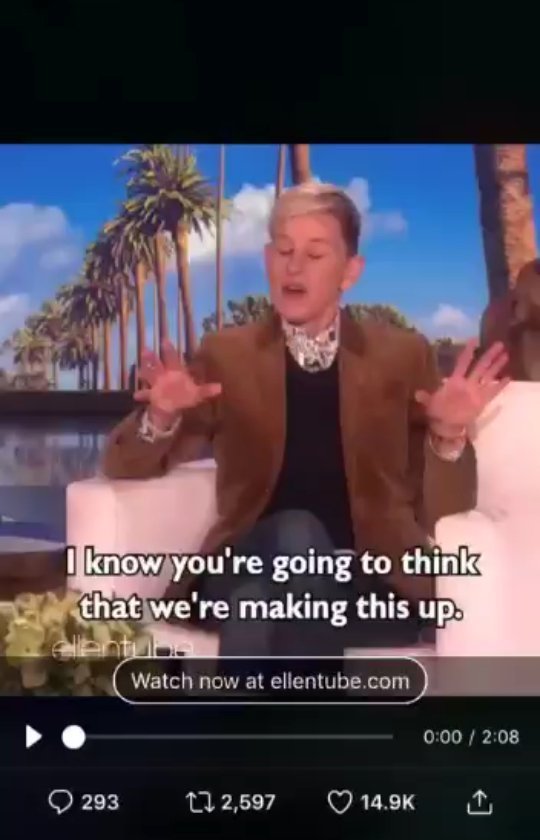 I know you're going to think
that we're making this up.
ellentube
Watch now at ellentube.com
0:00 / 2:08
293 2,597 14.9K